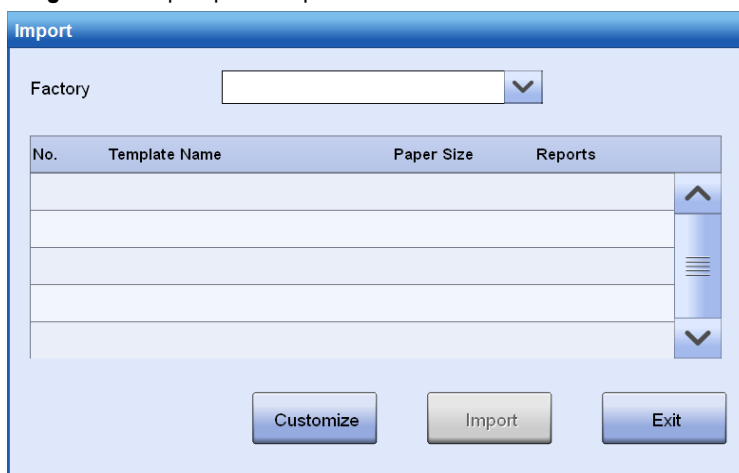 Import
Factory
No. Template Name Paper Size Reports
Customize Import Exit